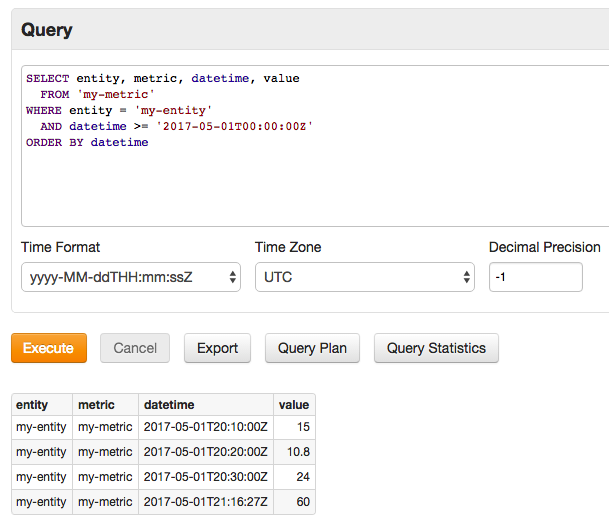 Query
SELECT entity, metric, datetime, value
FROM 'my-metric'
WHERE entity = 'my-entity'
AND datetime >= '2017-05-01T00:00:00Z'
ORDER BY datetime
Time Format Time Zone Decimal Precision
yyyy-MM-ddTHH:mm:ssZ UTC -1
Execute Cancel Export Query Plan Query Statistics
entity metric datetime value
my-entity my-metric 2017-05-01T20:10:00Z 15
my-entity my-metric 2017-05-01T20:20:00Z 10.8
my-entity my-metric 2017-05-01T20:30:00Z 24
my-entity my-metric 2017-05-01T21:16:27Z 60